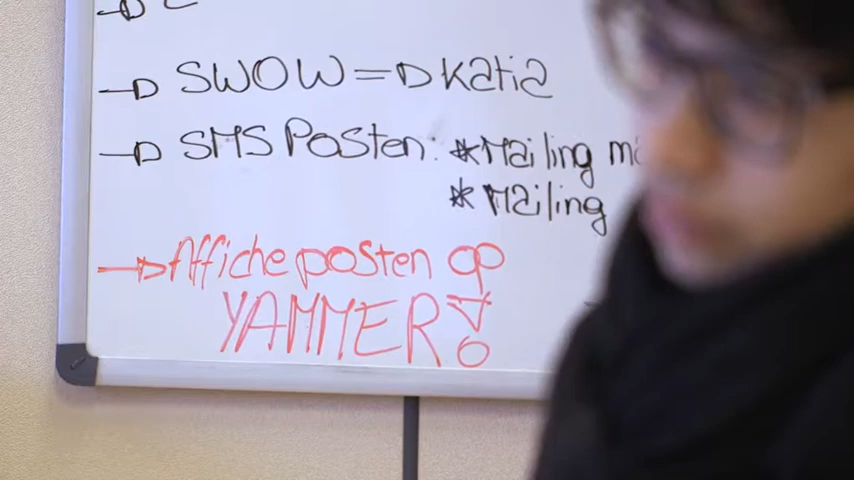 SWOW => Katia
SMS Posten: * Mailing
* Mailing
Affiche posten op
YAMMER!